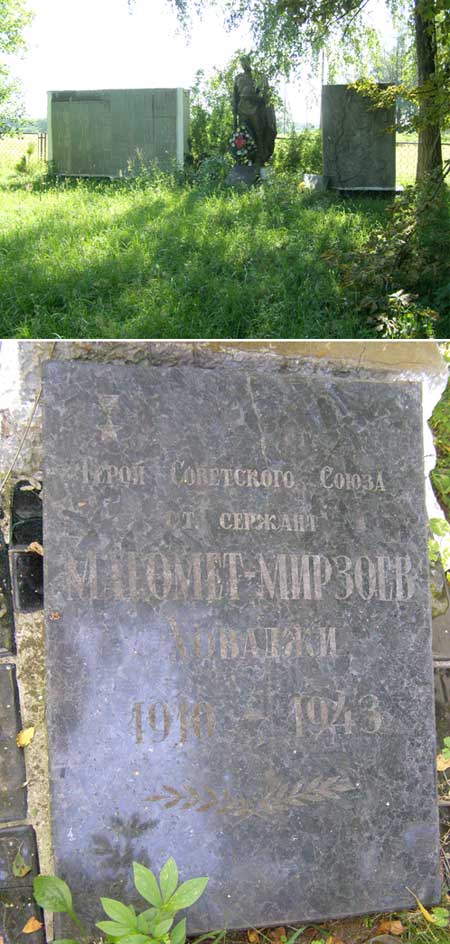 Герой Советского Союза
ст. сержант
МАГОМЕТ-МИРЗОЕВ
ХОВАДЖИ
1910 - 1943